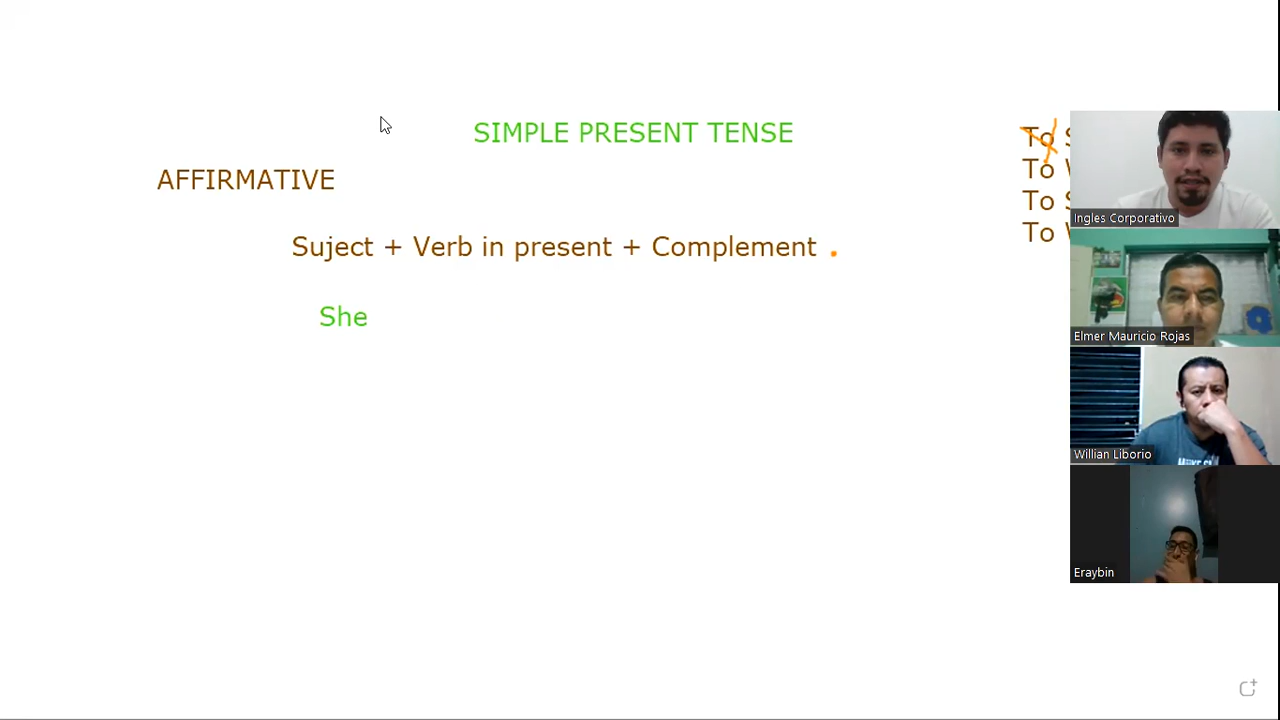 SIMPLE PRESENT TENSE
AFFIRMATIVE
Suject + Verb in present + Complement .
She
To S
To
To S
To
Ingles Corporativo
Elmer Mauricio Rojas
Willian Liborio
Eraybin